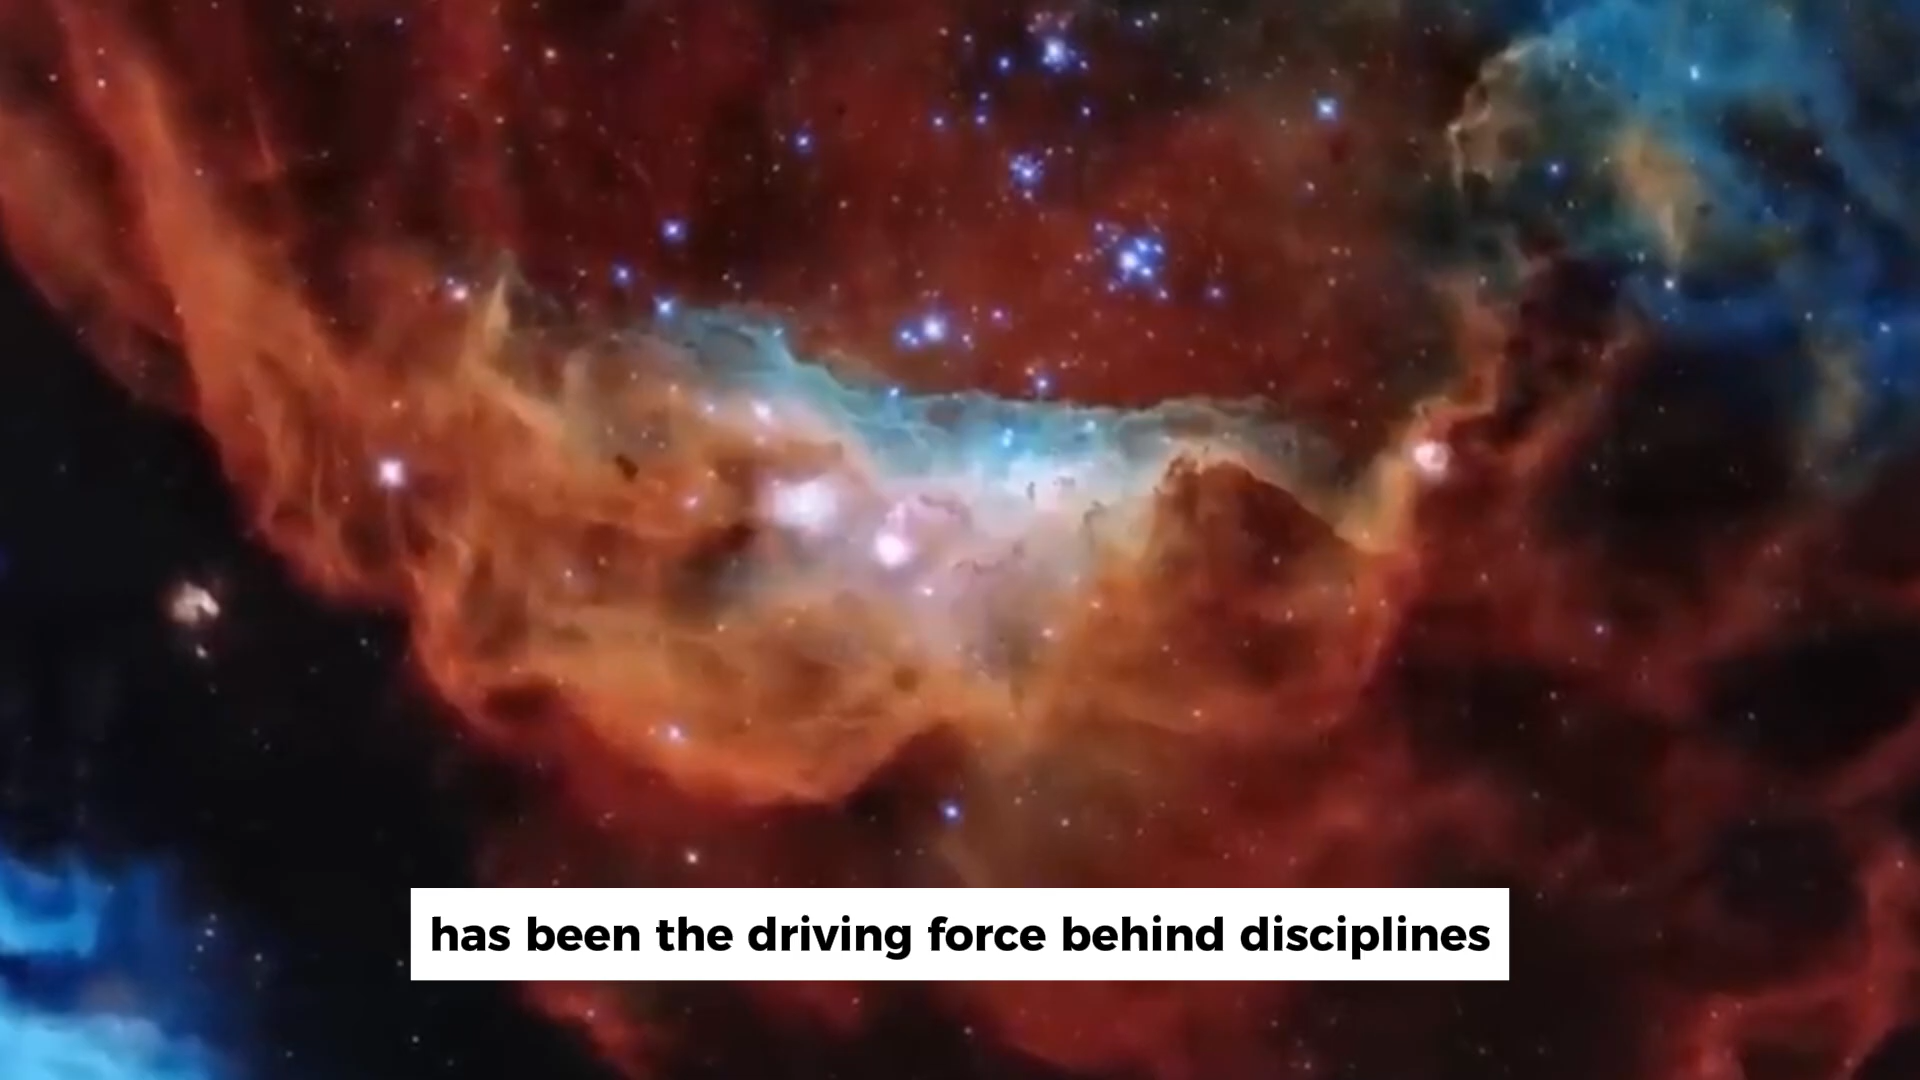 has been the driving force behind disciplines